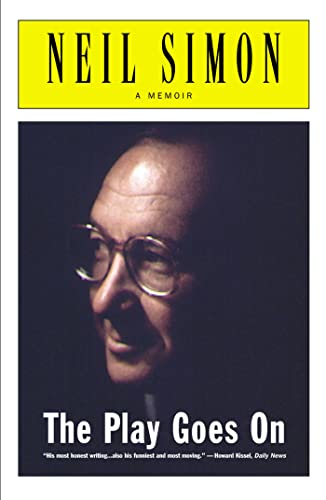 NEIL SIMON
A MEMOIR
The Play Goes On
"His most honest writing...also his funniest and most moving." — Howard Kissel, Daily News